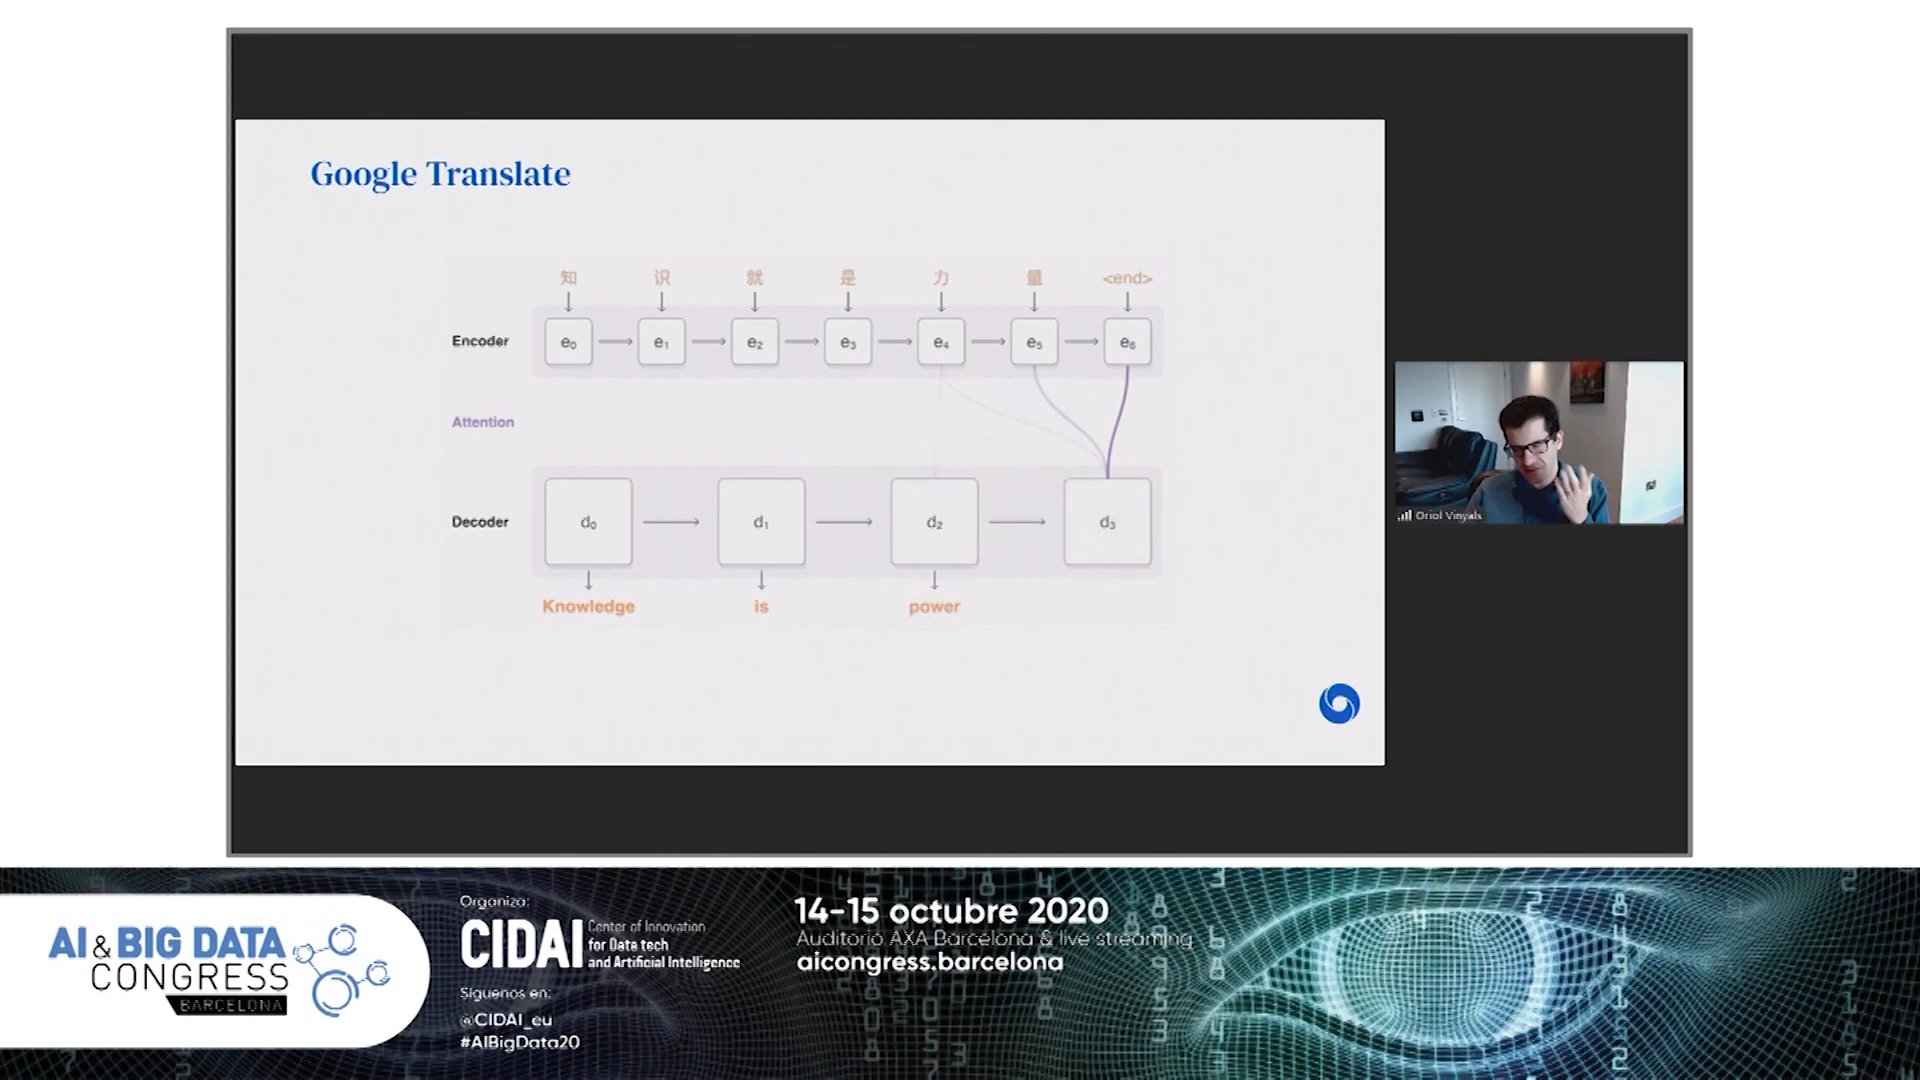 Google Translate
知 识 就 是 力 量 <end>
Encoder e₀ e₁ e₂ e₃ e₄ e₅ e₆
Attention
Decoder d₀ d₁ d₂ d₃
Knowledge is power
Oriol Vinyals
AI & BIG DATA
CONGRESS
BARCELONA
Organiza:
CIDAI
Center of Innovation
for Data tech
and Artificial Intelligence
Síguenos en:
@CIDAI_eu
#AIBigData20
14-15 octubre 2020
Auditorio AXA Barcelona & live streaming
aicongress.barcelona